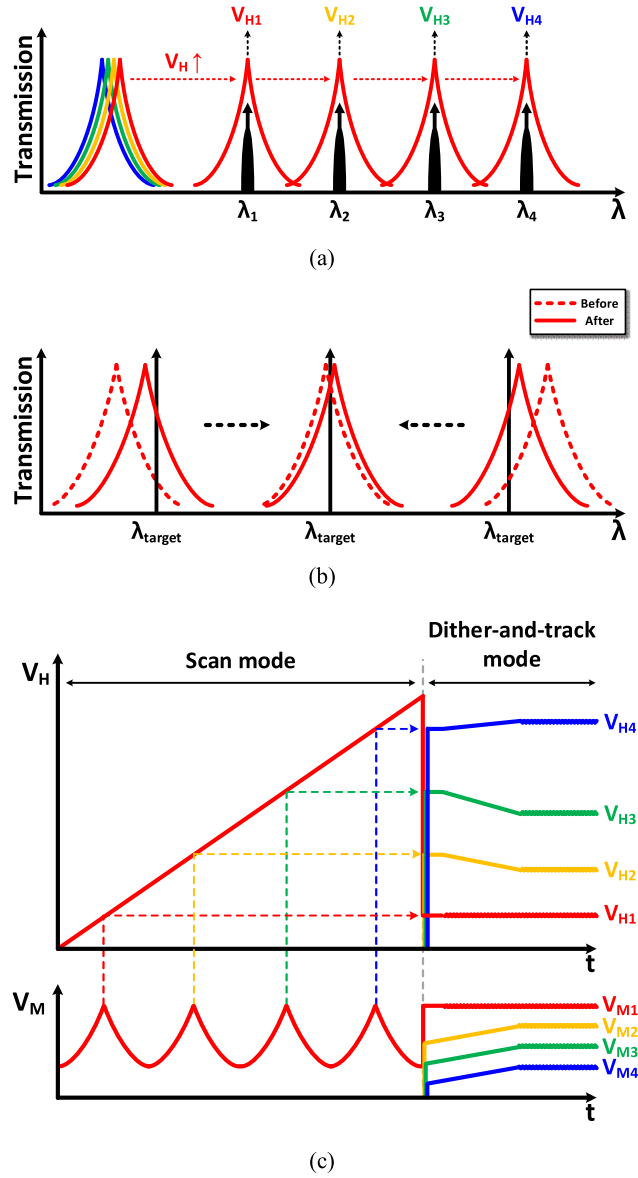 V_H1 V_H2 V_H3 V_H4
V_H ↑
Transmission
λ_1 λ_2 λ_3 λ_4 λ
(a)
Before
After
Transmission
λ_target λ_target λ_target λ
(b)
Dither-and-track
mode
Scan mode
V_H
V_H4
V_H3
V_H2
V_H1
t
V_M
V_M1
V_M2
V_M3
V_M4
t
(c)